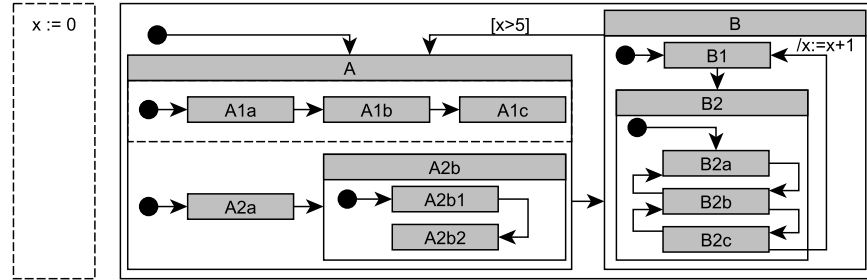 x := 0
[x>5]
B
/x:=x+1
B1
A
B2
A1a
A1b
A1c
A2b
B2a
A2a
A2b1
B2b
A2b2
B2c